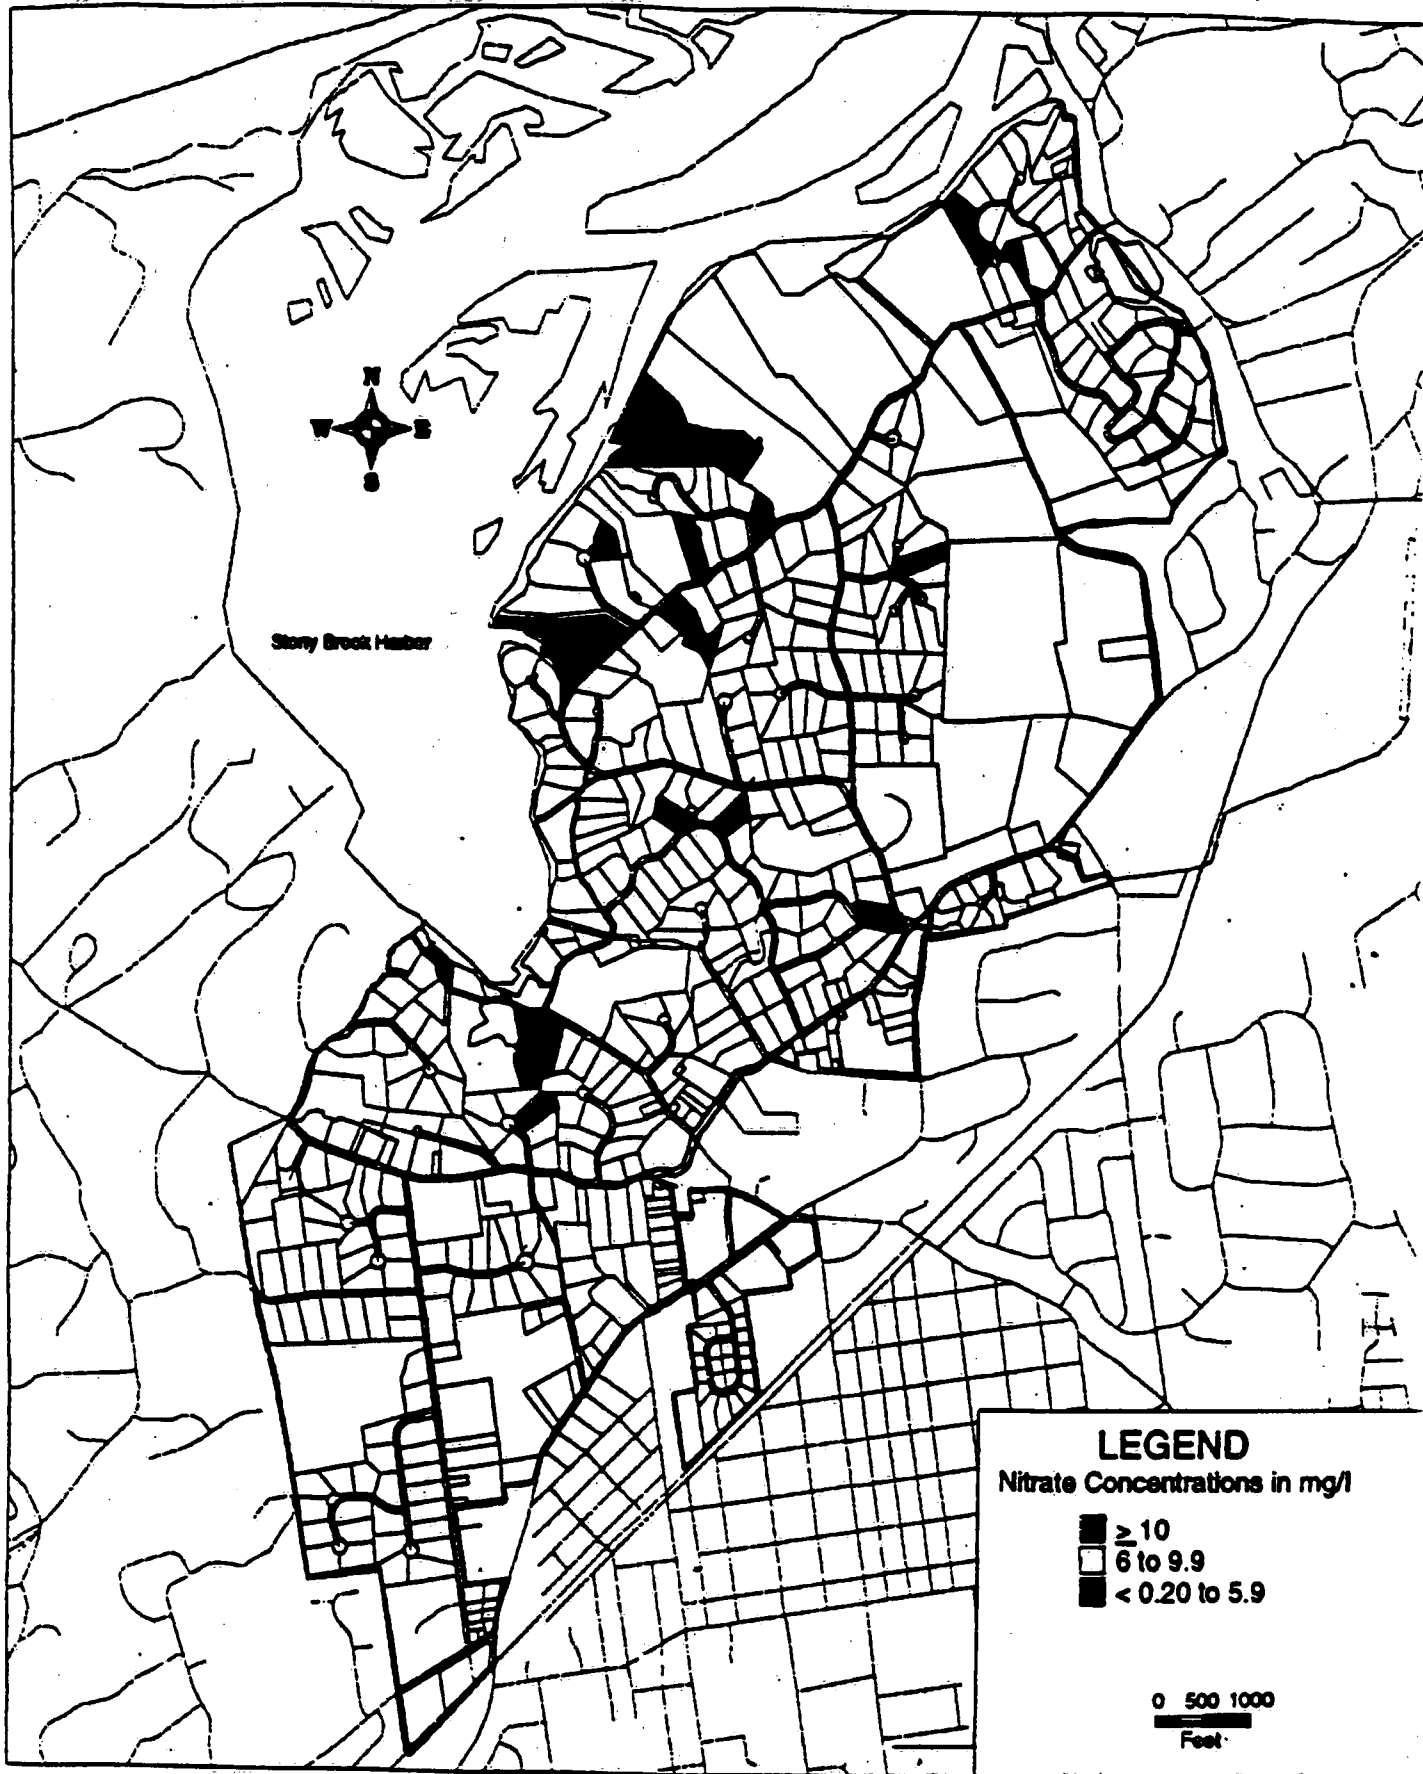 N
W E
S
Stony Brook Harbor
LEGEND
Nitrate Concentrations in mg/l
≥ 10
6 to 9.9
< 0.20 to 5.9
0 500 1000
Feet